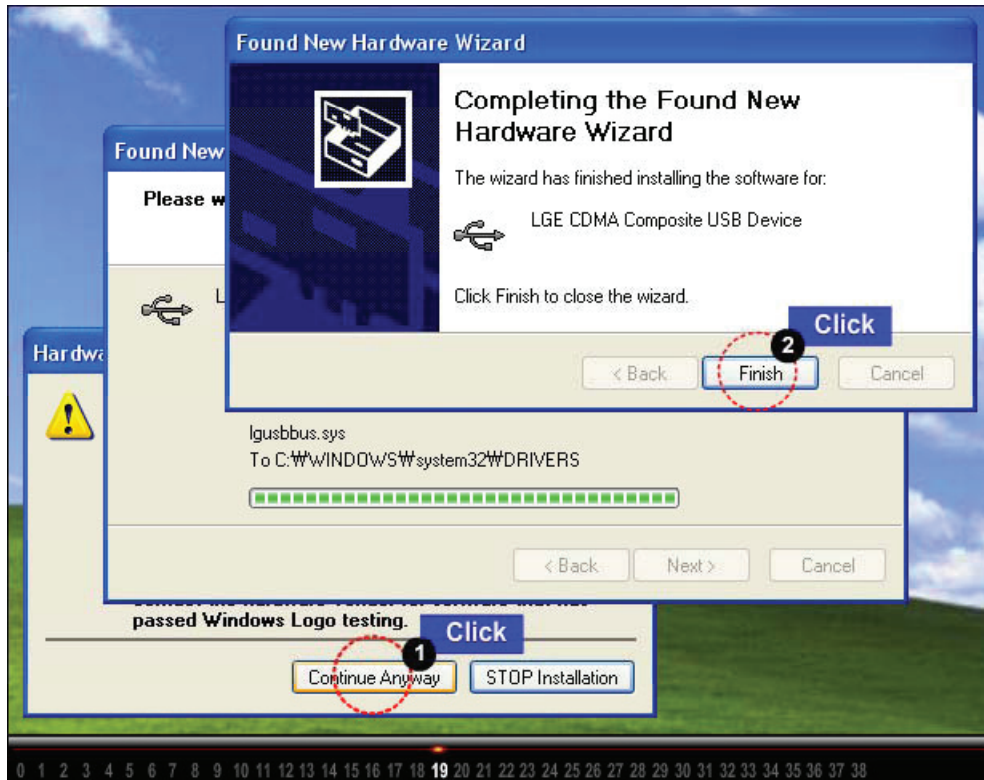 Found New Hardware Wizard
Completing the Found New
Hardware Wizard
The wizard has finished installing the software for:
LGE CDMA Composite USB Device
Click Finish to close the wizard.
Click
2
< Back
Finish
Cancel
Found New
Please w
L
lgusbbus.sys
To C:₩WINDOWS₩system32₩DRIVERS
< Back
Next >
Cancel
Hardwa
passed Windows Logo testing.
Click
1
Continue Anyway
STOP Installation
0 1 2 3 4 5 6 7 8 9 10 11 12 13 14 15 16 17 18 19 20 21 22 23 24 25 26 27 28 29 30 31 32 33 34 35 36 37 38